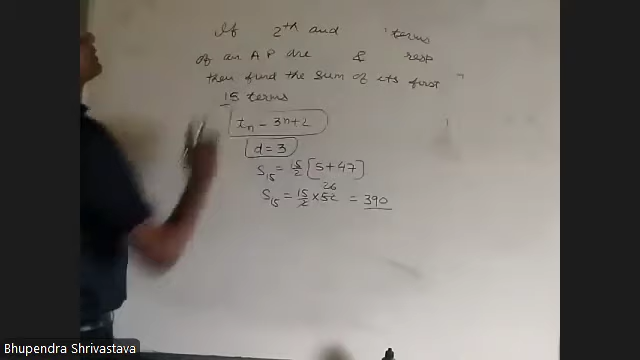 If 2th and terms
of an AP are & resp
then find the sum of its first
15 terms
tn - 3n+2
d = 3
S15 = 15/2 [5+47]
S15 = 15/2 × 52 26 = 390
Bhupendra Shrivastava